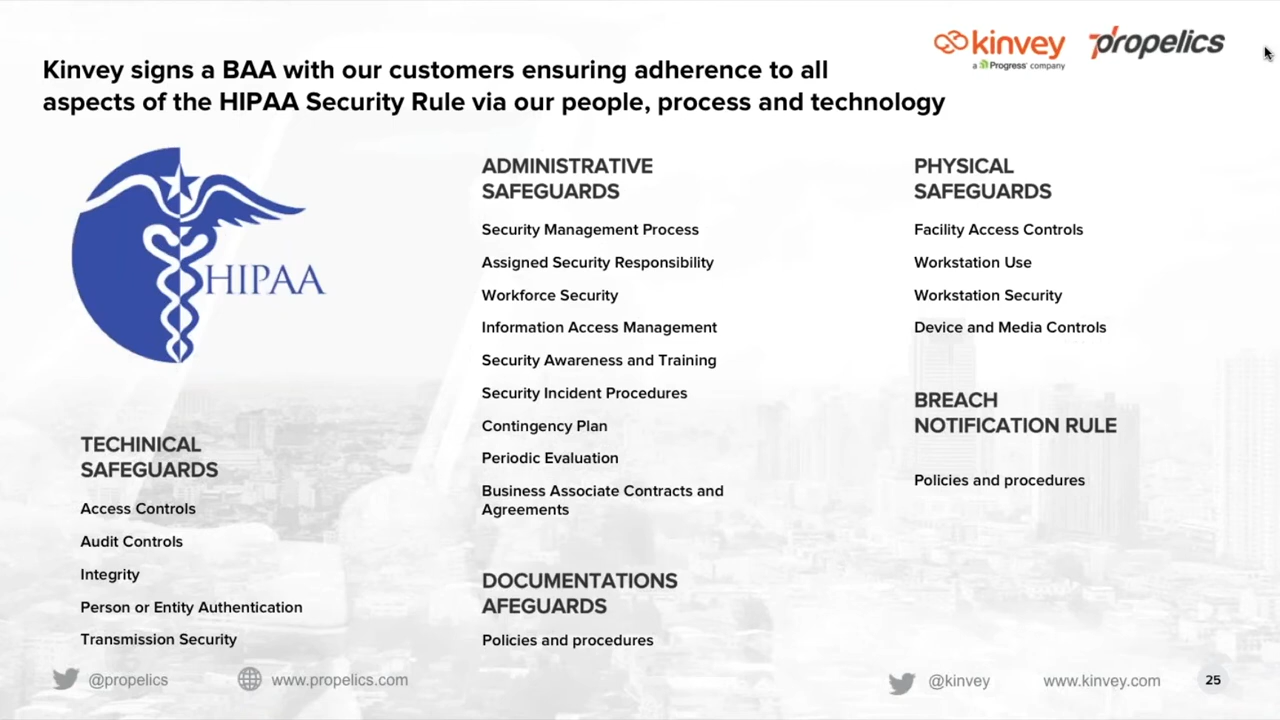 kinvey
a Progress company
propelics
Kinvey signs a BAA with our customers ensuring adherence to all
aspects of the HIPAA Security Rule via our people, process and technology
HIPAA
TECHINICAL
SAFEGUARDS
Access Controls
Audit Controls
Integrity
Person or Entity Authentication
Transmission Security
ADMINISTRATIVE
SAFEGUARDS
Security Management Process
Assigned Security Responsibility
Workforce Security
Information Access Management
Security Awareness and Training
Security Incident Procedures
Contingency Plan
Periodic Evaluation
Business Associate Contracts and
Agreements
DOCUMENTATIONS
AFEGUARDS
Policies and procedures
PHYSICAL
SAFEGUARDS
Facility Access Controls
Workstation Use
Workstation Security
Device and Media Controls
BREACH
NOTIFICATION RULE
Policies and procedures
@propelics
www.propelics.com
@kinvey
www.kinvey.com
25